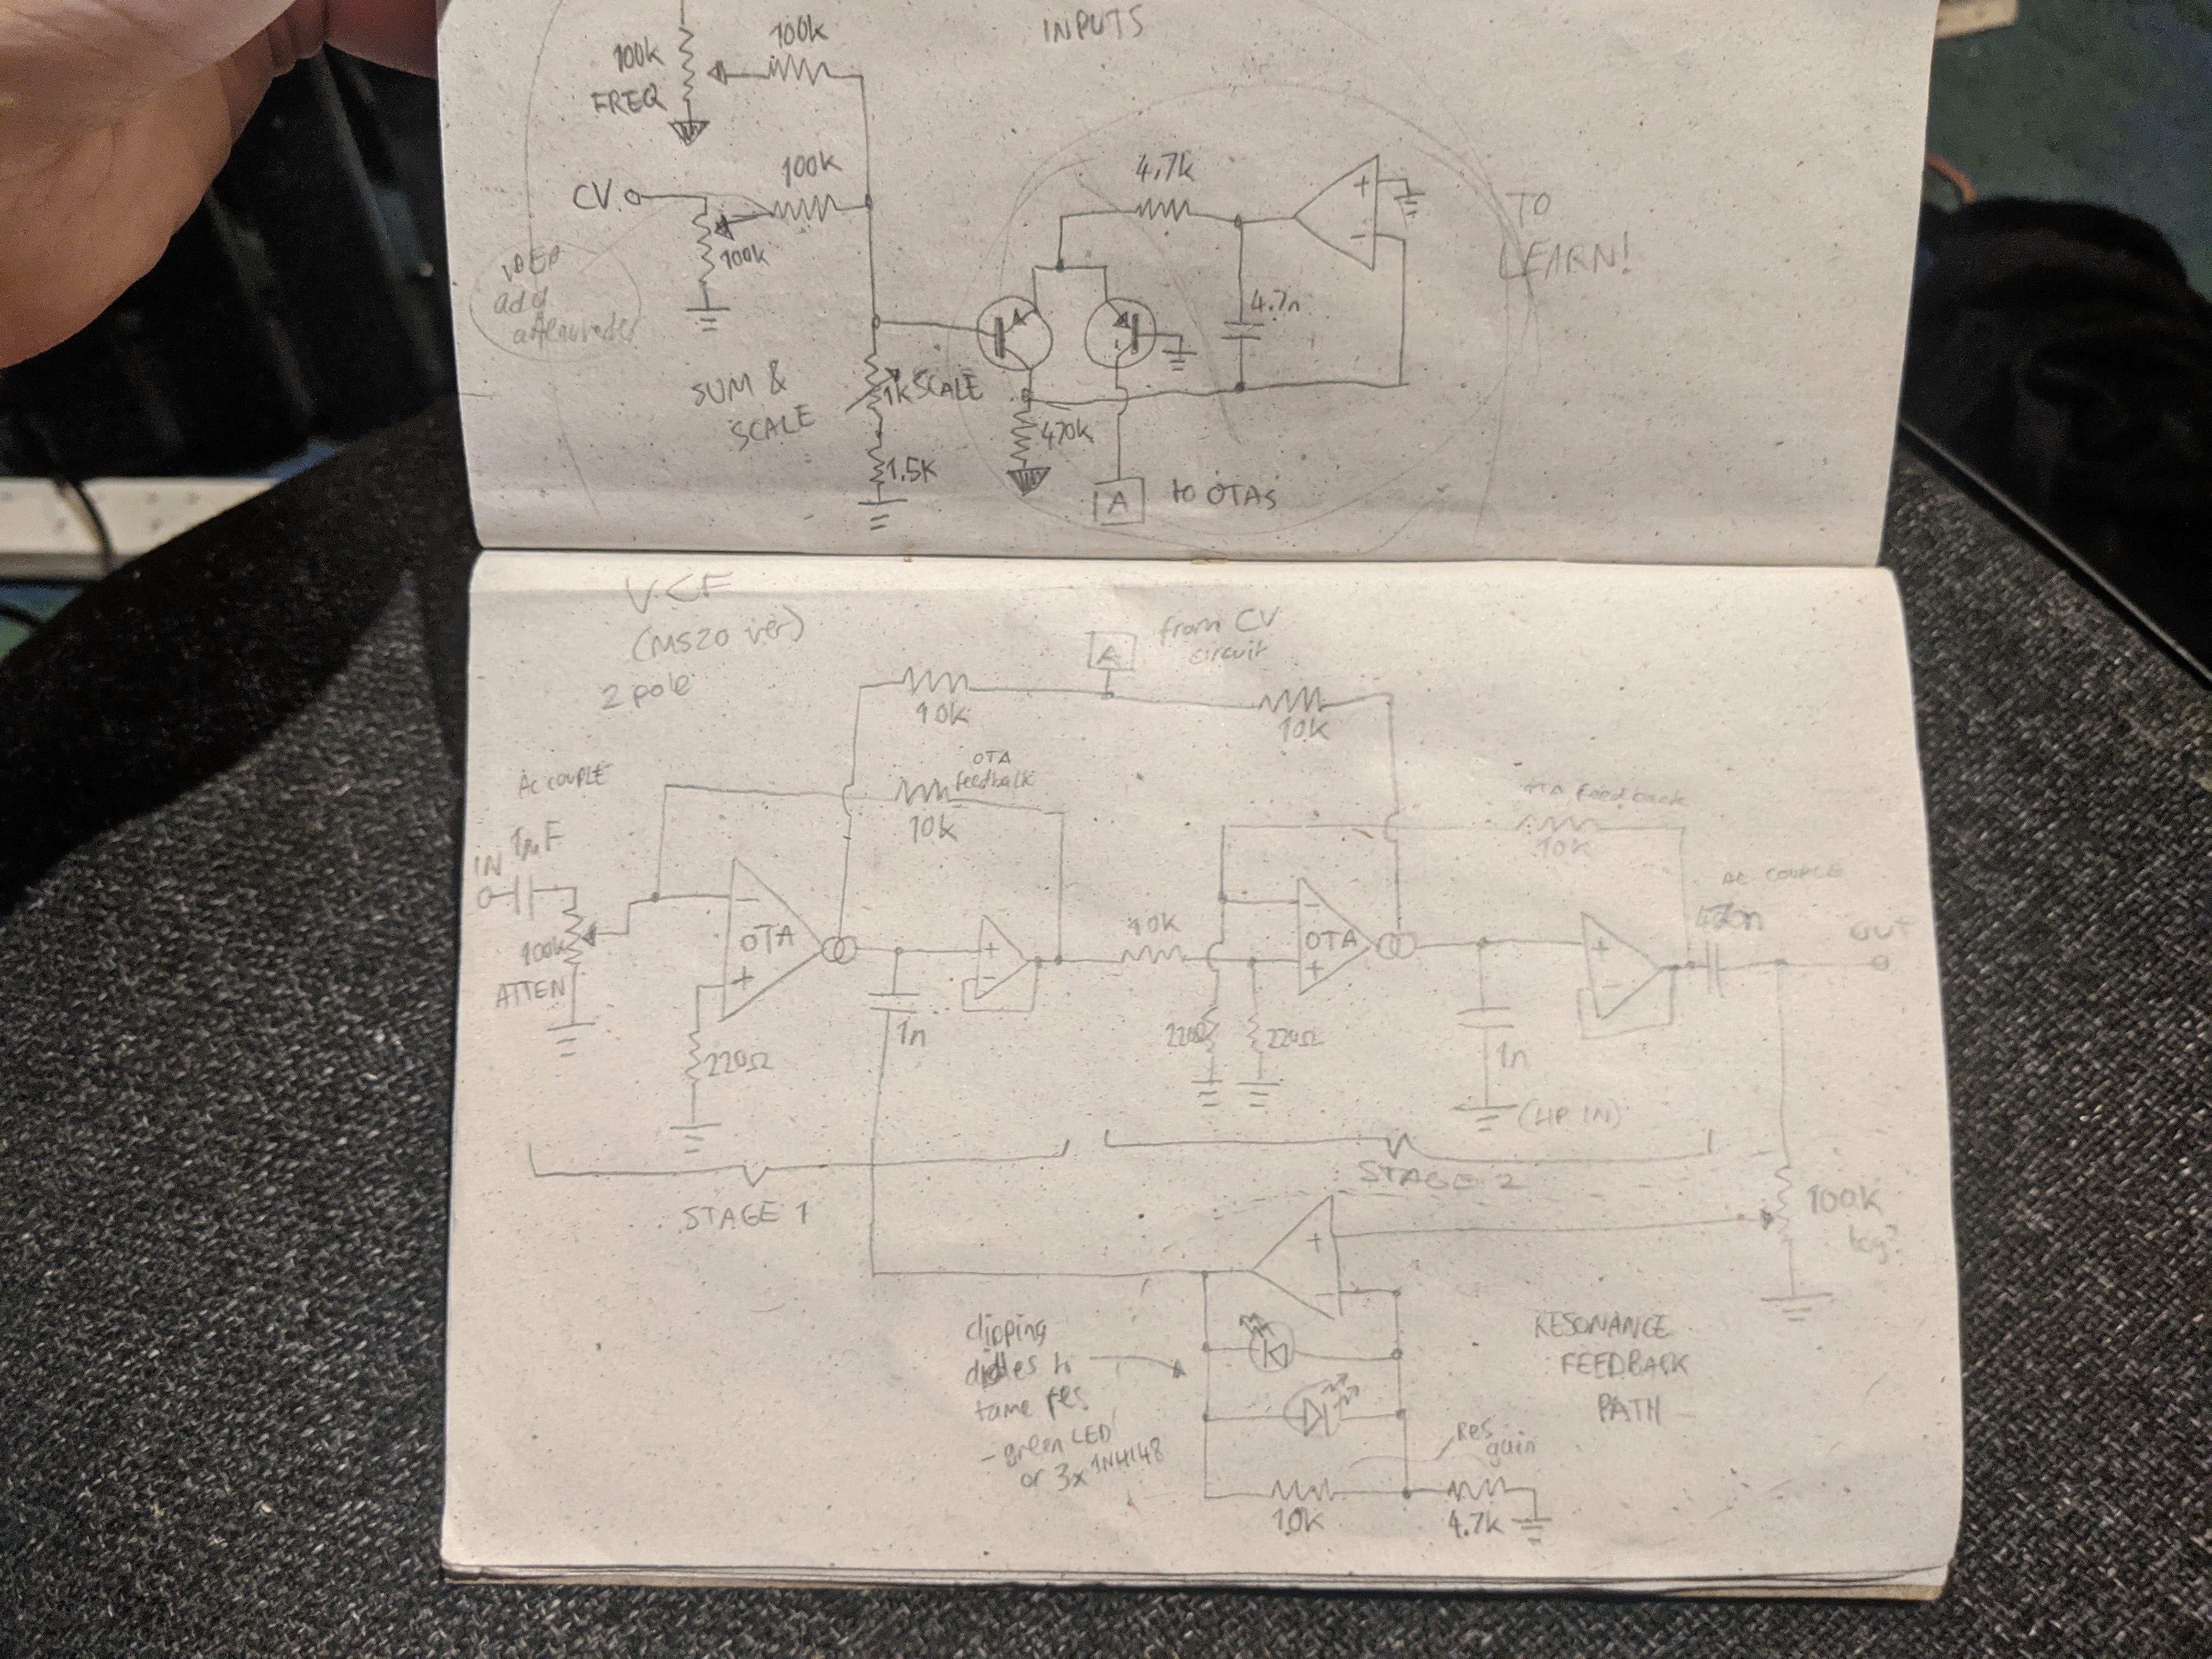 INPUTS
100k
100k
FREQ
100k
CV
100k
IDEA
add
attenuator
4.7k
+
-
TO
LEARN!
4.7n
SUM &
SCALE
1k SCALE
1.5K
470k
A
to OTAS
VCF
(MS20 ver)
2 pole
A
from CV
circuit
10k
10k
AC COUPLE
OTA
feedback
10k
OTA feedback
10k
IN
1µF
100k
ATTEN
-
OTA
+
220Ω
1n
+
-
10K
-
OTA
+
220Ω
220Ω
+
-
1n
(HP IN)
AC COUPLE
OUT
STAGE 1
STAGE 2
100k
log?
+
-
clipping
diodes to
tame res
- green LED
or 3x 1N4148
RESONANCE
FEEDBACK
PATH
Res
gain
10k
4.7k